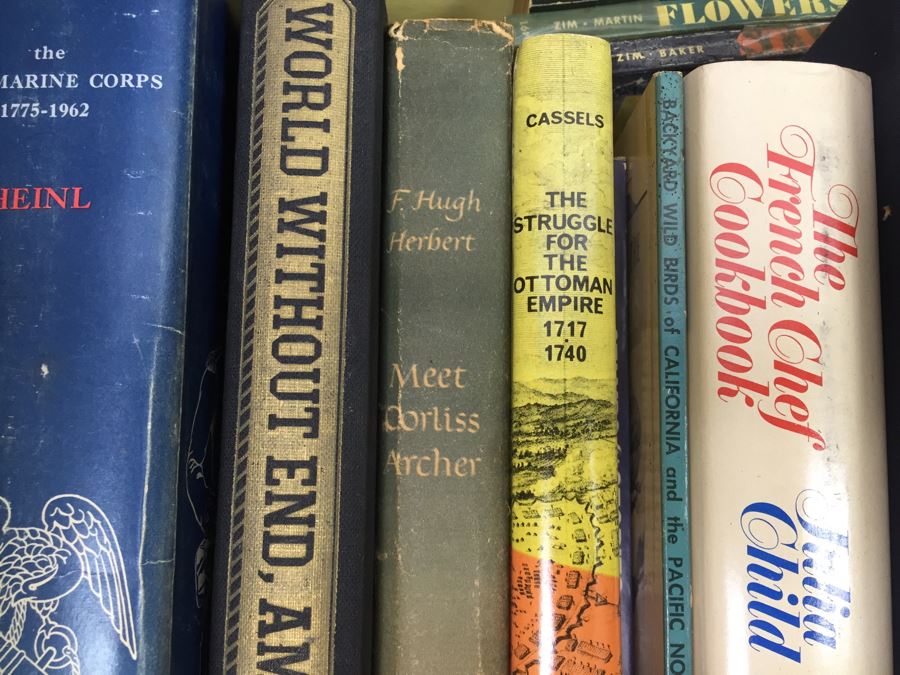 the
MARINE CORPS
1775-1962
HEINL
WORLD WITHOUT END, AM
F. Hugh
Herbert
Meet
Corliss
Archer
CASSELS
THE
STRUGGLE
FOR
THE
OTTOMAN
EMPIRE
1717
1740
ZIM · MARTIN FLOWERS
ZIM · BAKER
BACKYARD WILD BIRDS of CALIFORNIA and the PACIFIC NO
The
French Chef
Cookbook
Julia
Child